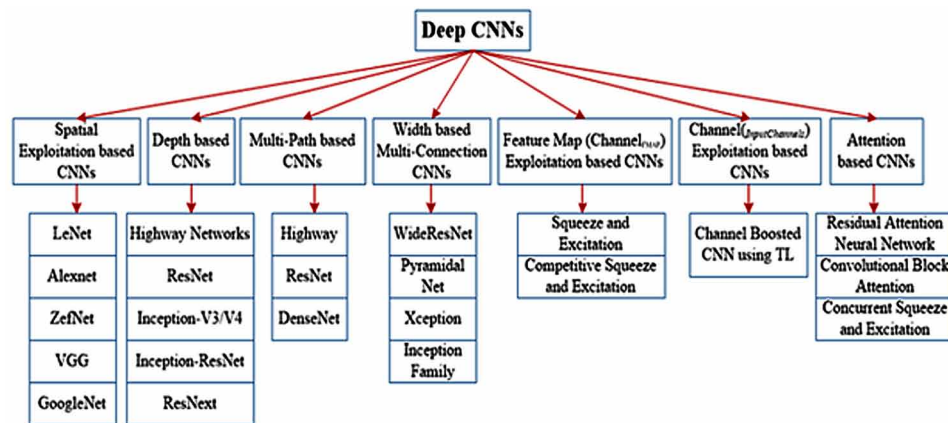 Deep CNNs
Spatial
Exploitation based
CNNs
Depth based
CNNs
Multi-Path based
CNNs
Width based
Multi-Connection
CNNs
Feature Map (ChannelFMAP)
Exploitation based CNNs
Channel(InputChannels)
Exploitation based
CNNs
Attention
based CNNs
LeNet
Alexnet
ZefNet
VGG
GoogleNet
Highway Networks
ResNet
Inception-V3/V4
Inception-ResNet
ResNext
Highway
ResNet
DenseNet
WideResNet
Pyramidal
Net
Xception
Inception
Family
Squeeze and
Excitation
Competitive Squeeze
and Excitation
Channel Boosted
CNN using TL
Residual Attention
Neural Network
Convolutional Block
Attention
Concurrent Squeeze
and Excitation